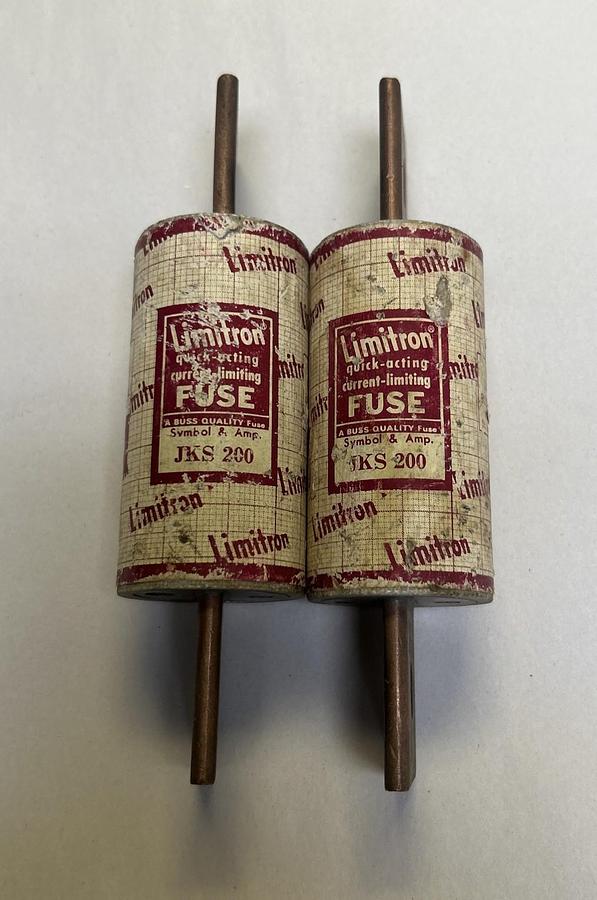 Limitron
Limitron
quick-acting
current-limiting
FUSE
A BUSS QUALITY Fuse
Symbol & Amp.
JKS 200
Limitron
Limitron
Limitron
Limitron®
quick-acting
current-limiting
FUSE
A BUSS QUALITY Fuse
Symbol & Amp.
JKS 200
Limitron
Limitron